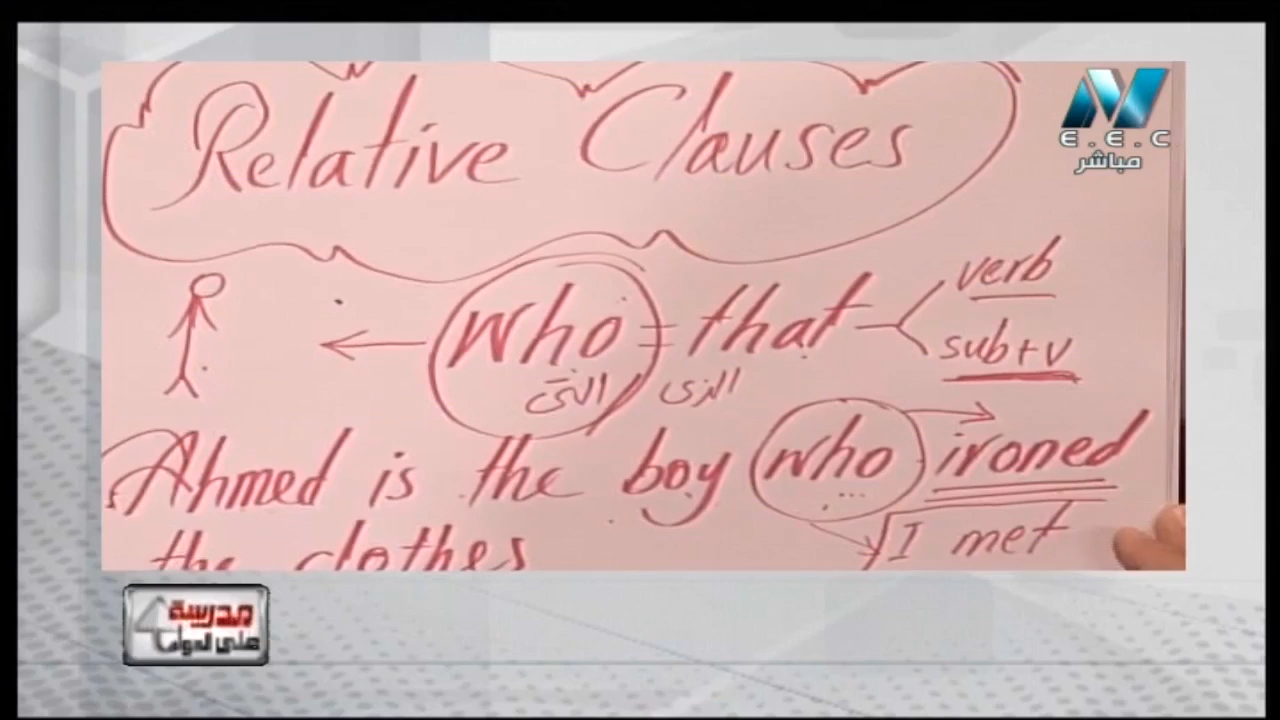 Relative Clauses
E.E.C
مباشر
who = that
verb
sub+v
التى / الذى
Ahmed is the boy who ironed
I met
the clothes
مدرسة
على الهواء